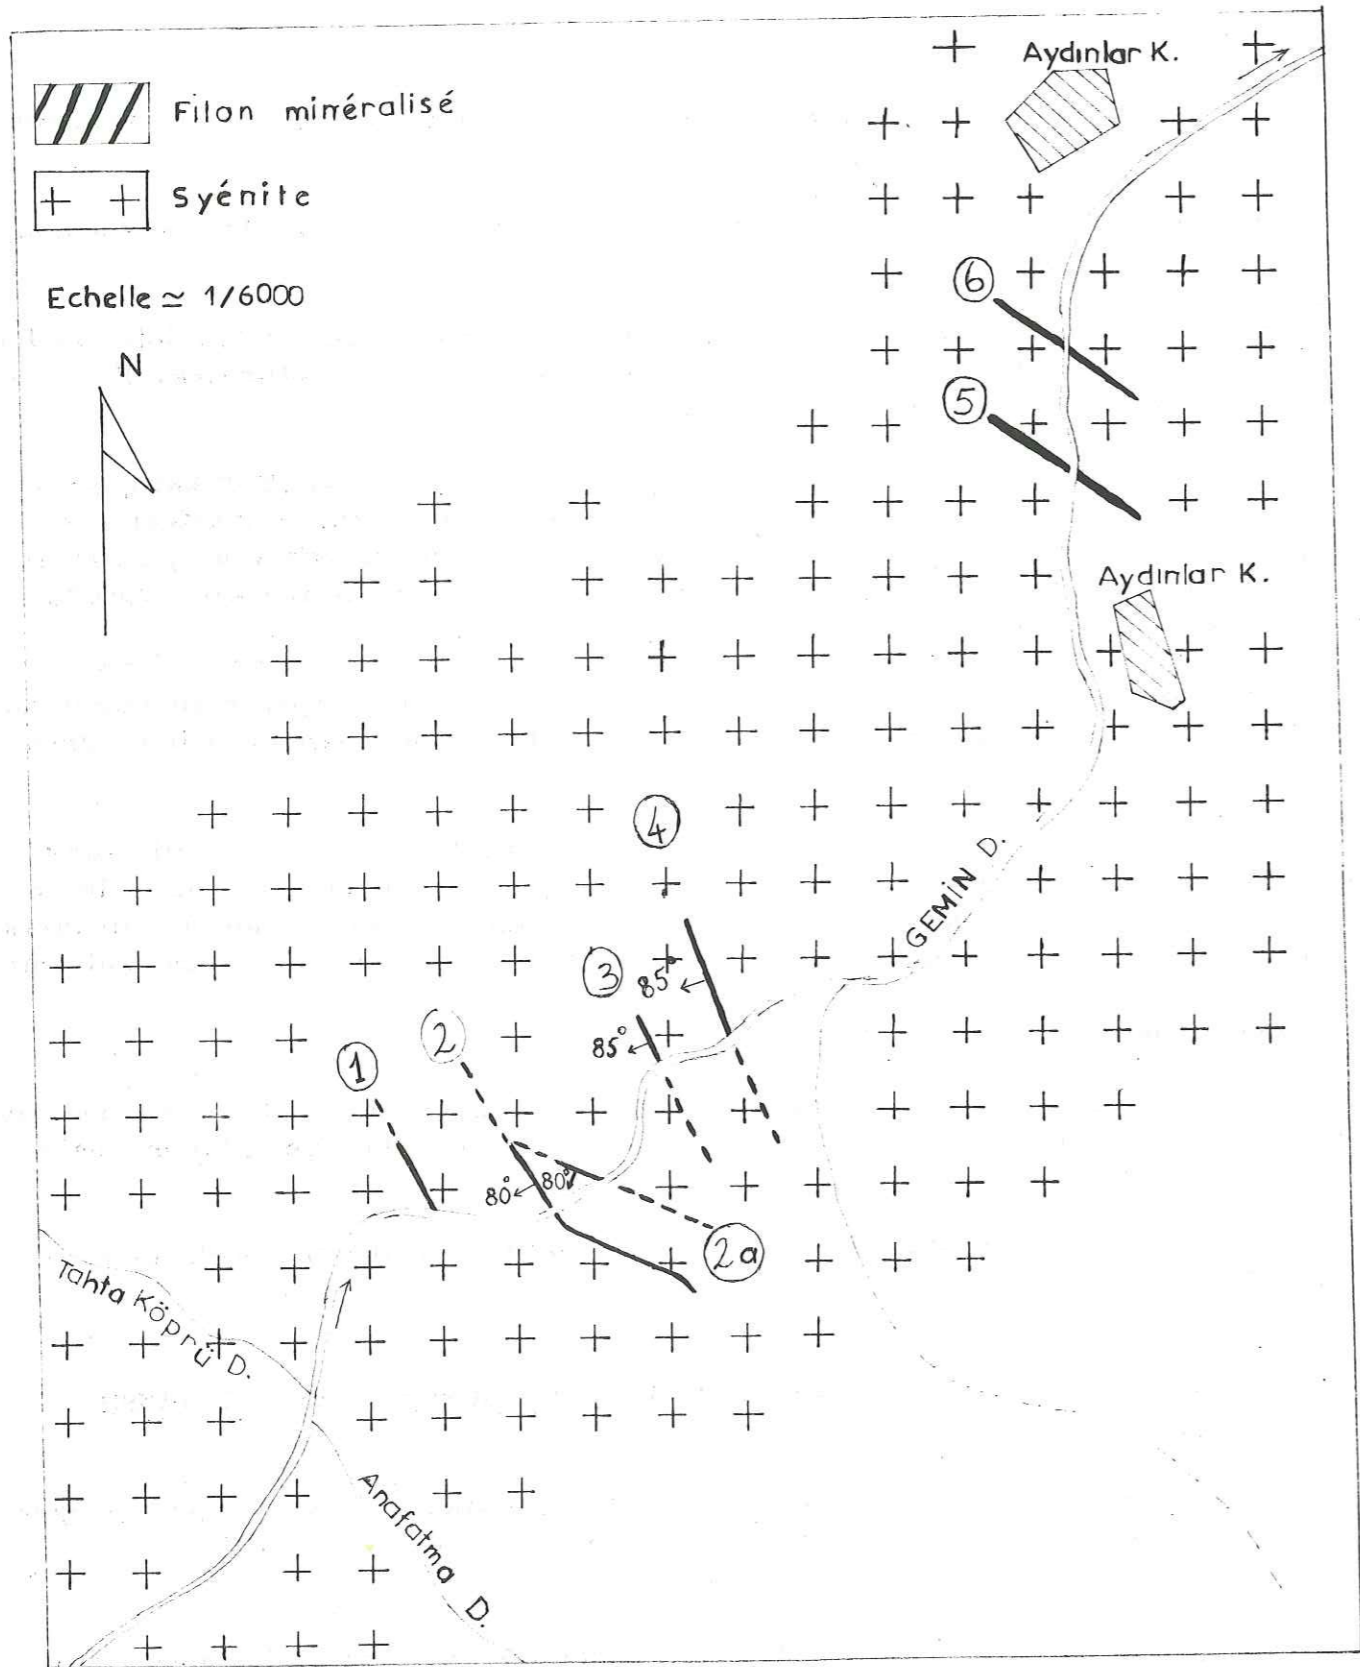 Aydınlar K.
Filon minéralisé
Syénite
Echelle ≃ 1/6000
N
6
5
Aydınlar K.
4
GEMİN D.
3
85°
2
85°
1
80°
80°
2a
Tahta Köprü D.
Anafatma D.